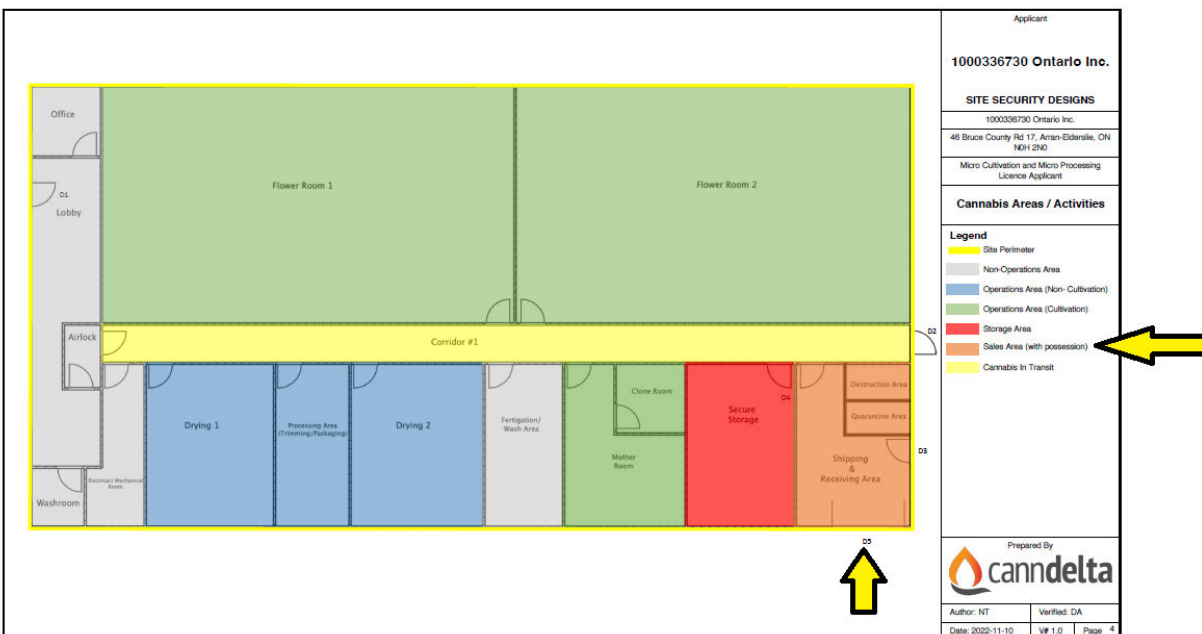 Applicant
1000336730 Ontario Inc.
SITE SECURITY DESIGNS
1000336730 Ontario Inc.
46 Bruce County Rd 17, Arran-Elderslie, ON
N0H 2N0
Micro Cultivation and Micro Processing
Licence Applicant
Cannabis Areas / Activities
Legend
Site Perimeter
Non-Operations Area
Operations Area (Non- Cultivation)
Operations Area (Cultivation)
Storage Area
Sales Area (with possession)
Cannabis In Transit
Office
D1
Lobby
Flower Room 1
Flower Room 2
Airlock
Corridor #1
D2
Drying 1
Processing Area
(Trimming/Packaging)
Drying 2
Fertigation/
Wash Area
Clone Room
Mother
Room
Secure
Storage
D4
Destruction Area
Quarantine Area
D3
Shipping
&
Receiving Area
Electrical/ Mechanical
Room
Washroom
D5
Prepared By
canndelta
Author: NT
Verified: DA
Date: 2022-11-10
V# 1.0
Page 4